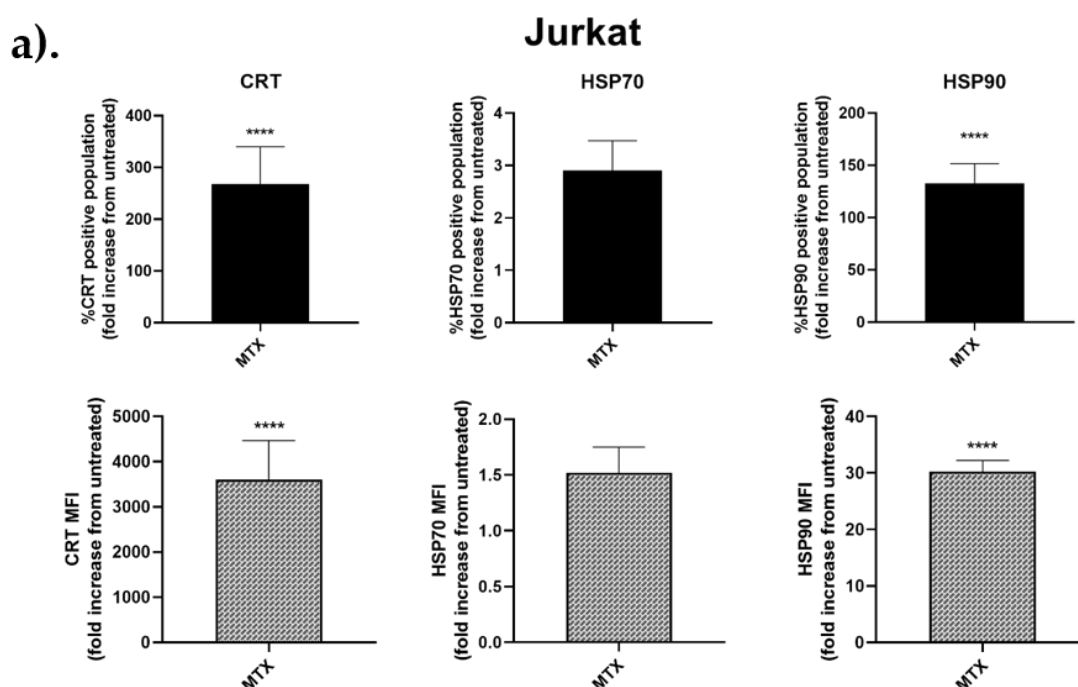 a).
Jurkat
CRT
%CRT positive population
(fold increase from untreated)
400
300
200
100
0
****
MTX
HSP70
%HSP70 positive population
(fold increase from untreated)
4
3
2
1
0
MTX
HSP90
%HSP90 positive population
(fold increase from untreated)
200
150
100
50
0
****
MTX
CRT MFI
(fold increase from untreated)
5000
4000
3000
2000
1000
0
****
MTX
HSP70 MFI
(fold increase from untreated)
2.0
1.5
1.0
0.5
0.0
MTX
HSP90 MFI
(fold increase from untreated)
40
30
20
10
0
****
MTX